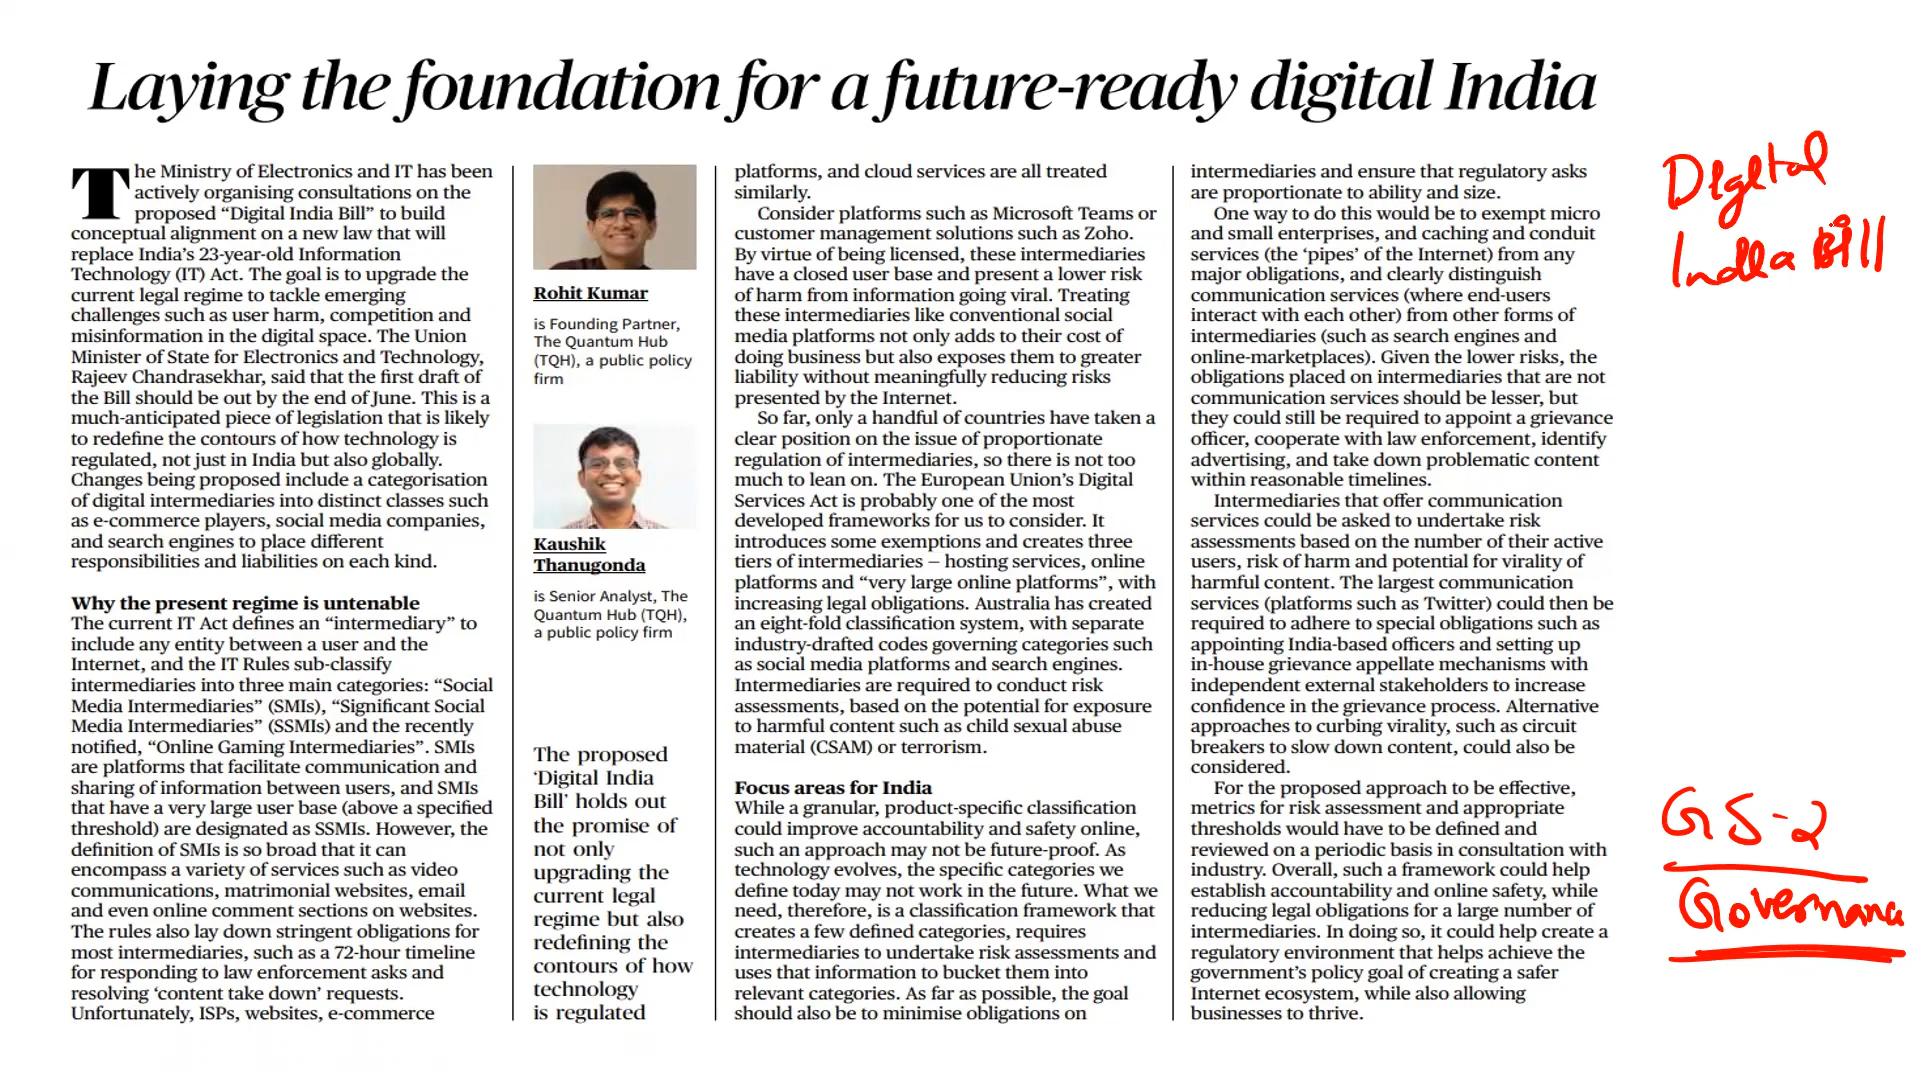 Laying the foundation for a future-ready digital India
The Ministry of Electronics and IT has been
actively organising consultations on the
proposed “Digital India Bill” to build
conceptual alignment on a new law that will
replace India’s 23-year-old Information
Technology (IT) Act. The goal is to upgrade the
current legal regime to tackle emerging
challenges such as user harm, competition and
misinformation in the digital space. The Union
Minister of State for Electronics and Technology,
Rajeev Chandrasekhar, said that the first draft of
the Bill should be out by the end of June. This is a
much-anticipated piece of legislation that is likely
to redefine the contours of how technology is
regulated, not just in India but also globally.
Changes being proposed include a categorisation
of digital intermediaries into distinct classes such
as e-commerce players, social media companies,
and search engines to place different
responsibilities and liabilities on each kind.
Why the present regime is untenable
The current IT Act defines an “intermediary” to
include any entity between a user and the
Internet, and the IT Rules sub-classify
intermediaries into three main categories: “Social
Media Intermediaries” (SMIs), “Significant Social
Media Intermediaries” (SSMIs) and the recently
notified, “Online Gaming Intermediaries”. SMIs
are platforms that facilitate communication and
sharing of information between users, and SMIs
that have a very large user base (above a specified
threshold) are designated as SSMIs. However, the
definition of SMIs is so broad that it can
encompass a variety of services such as video
communications, matrimonial websites, email
and even online comment sections on websites.
The rules also lay down stringent obligations for
most intermediaries, such as a 72-hour timeline
for responding to law enforcement asks and
resolving ‘content take down’ requests.
Unfortunately, ISPs, websites, e-commerce
Rohit Kumar
is Founding Partner,
The Quantum Hub
(TQH), a public policy
firm
Kaushik
Thanugonda
is Senior Analyst, The
Quantum Hub (TQH),
a public policy firm
The proposed
‘Digital India
Bill’ holds out
the promise of
not only
upgrading the
current legal
regime but also
redefining the
contours of how
technology
is regulated
platforms, and cloud services are all treated
similarly.
Consider platforms such as Microsoft Teams or
customer management solutions such as Zoho.
By virtue of being licensed, these intermediaries
have a closed user base and present a lower risk
of harm from information going viral. Treating
these intermediaries like conventional social
media platforms not only adds to their cost of
doing business but also exposes them to greater
liability without meaningfully reducing risks
presented by the Internet.
So far, only a handful of countries have taken a
clear position on the issue of proportionate
regulation of intermediaries, so there is not too
much to lean on. The European Union’s Digital
Services Act is probably one of the most
developed frameworks for us to consider. It
introduces some exemptions and creates three
tiers of intermediaries — hosting services, online
platforms and “very large online platforms”, with
increasing legal obligations. Australia has created
an eight-fold classification system, with separate
industry-drafted codes governing categories such
as social media platforms and search engines.
Intermediaries are required to conduct risk
assessments, based on the potential for exposure
to harmful content such as child sexual abuse
material (CSAM) or terrorism.
Focus areas for India
While a granular, product-specific classification
could improve accountability and safety online,
such an approach may not be future-proof. As
technology evolves, the specific categories we
define today may not work in the future. What we
need, therefore, is a classification framework that
creates a few defined categories, requires
intermediaries to undertake risk assessments and
uses that information to bucket them into
relevant categories. As far as possible, the goal
should also be to minimise obligations on
intermediaries and ensure that regulatory asks
are proportionate to ability and size.
One way to do this would be to exempt micro
and small enterprises, and caching and conduit
services (the ‘pipes’ of the Internet) from any
major obligations, and clearly distinguish
communication services (where end-users
interact with each other) from other forms of
intermediaries (such as search engines and
online-marketplaces). Given the lower risks, the
obligations placed on intermediaries that are not
communication services should be lesser, but
they could still be required to appoint a grievance
officer, cooperate with law enforcement, identify
advertising, and take down problematic content
within reasonable timelines.
Intermediaries that offer communication
services could be asked to undertake risk
assessments based on the number of their active
users, risk of harm and potential for virality of
harmful content. The largest communication
services (platforms such as Twitter) could then be
required to adhere to special obligations such as
appointing India-based officers and setting up
in-house grievance appellate mechanisms with
independent external stakeholders to increase
confidence in the grievance process. Alternative
approaches to curbing virality, such as circuit
breakers to slow down content, could also be
considered.
For the proposed approach to be effective,
metrics for risk assessment and appropriate
thresholds would have to be defined and
reviewed on a periodic basis in consultation with
industry. Overall, such a framework could help
establish accountability and online safety, while
reducing legal obligations for a large number of
intermediaries. In doing so, it could help create a
regulatory environment that helps achieve the
government’s policy goal of creating a safer
Internet ecosystem, while also allowing
businesses to thrive.
Digital
India Bill
GS-2
Governance